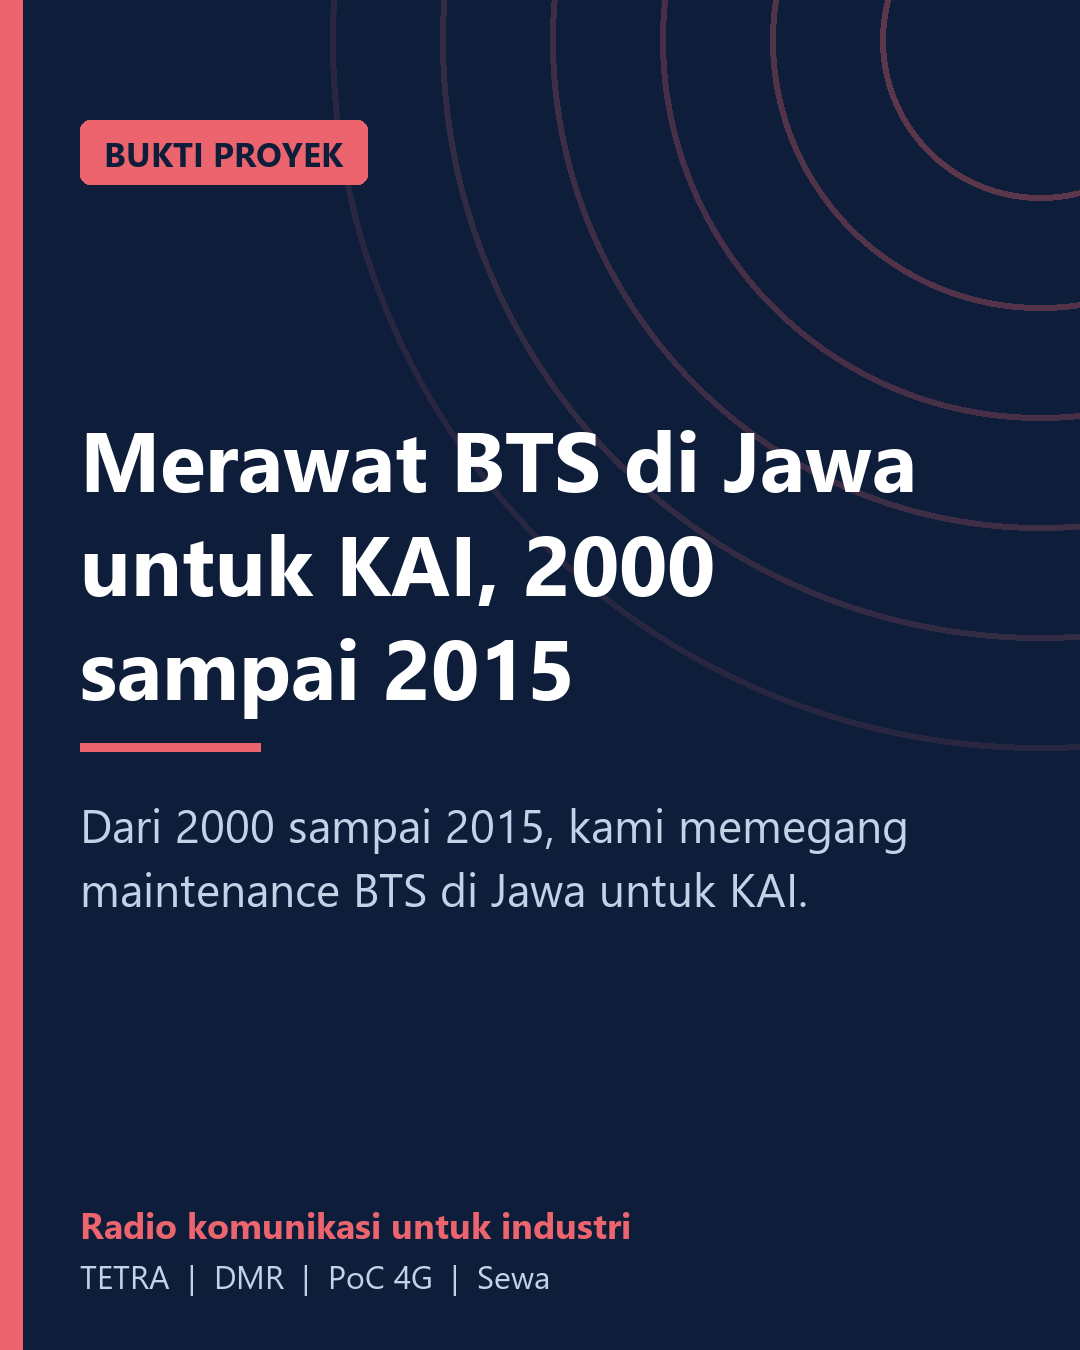 BUKTI PROYEK
Merawat BTS di Jawa
untuk KAI, 2000
sampai 2015
Dari 2000 sampai 2015, kami memegang
maintenance BTS di Jawa untuk KAI.
Radio komunikasi untuk industri
TETRA | DMR | PoC 4G | Sewa